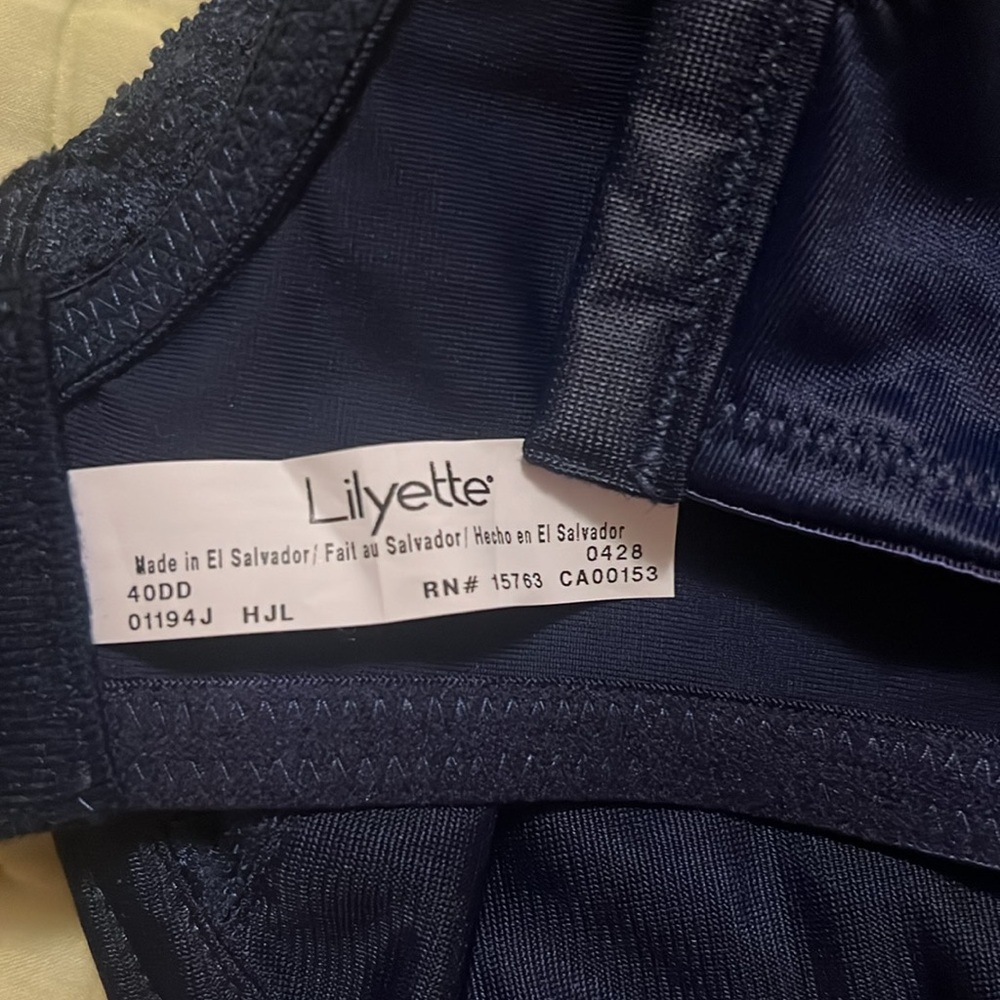 Lilyette®
Made in El Salvador/ Fait au Salvador/ Hecho en El Salvador
0428
40DD RN# 15763 CA00153
01194J HJL